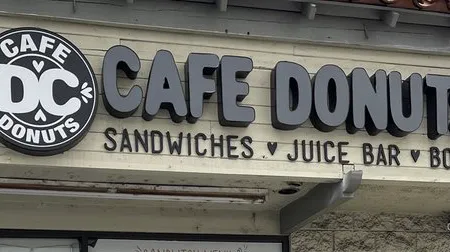 CAFE
DC
DONUTS
CAFE DONUT
SANDWICHES ♥ JUICE BAR ♥ BO